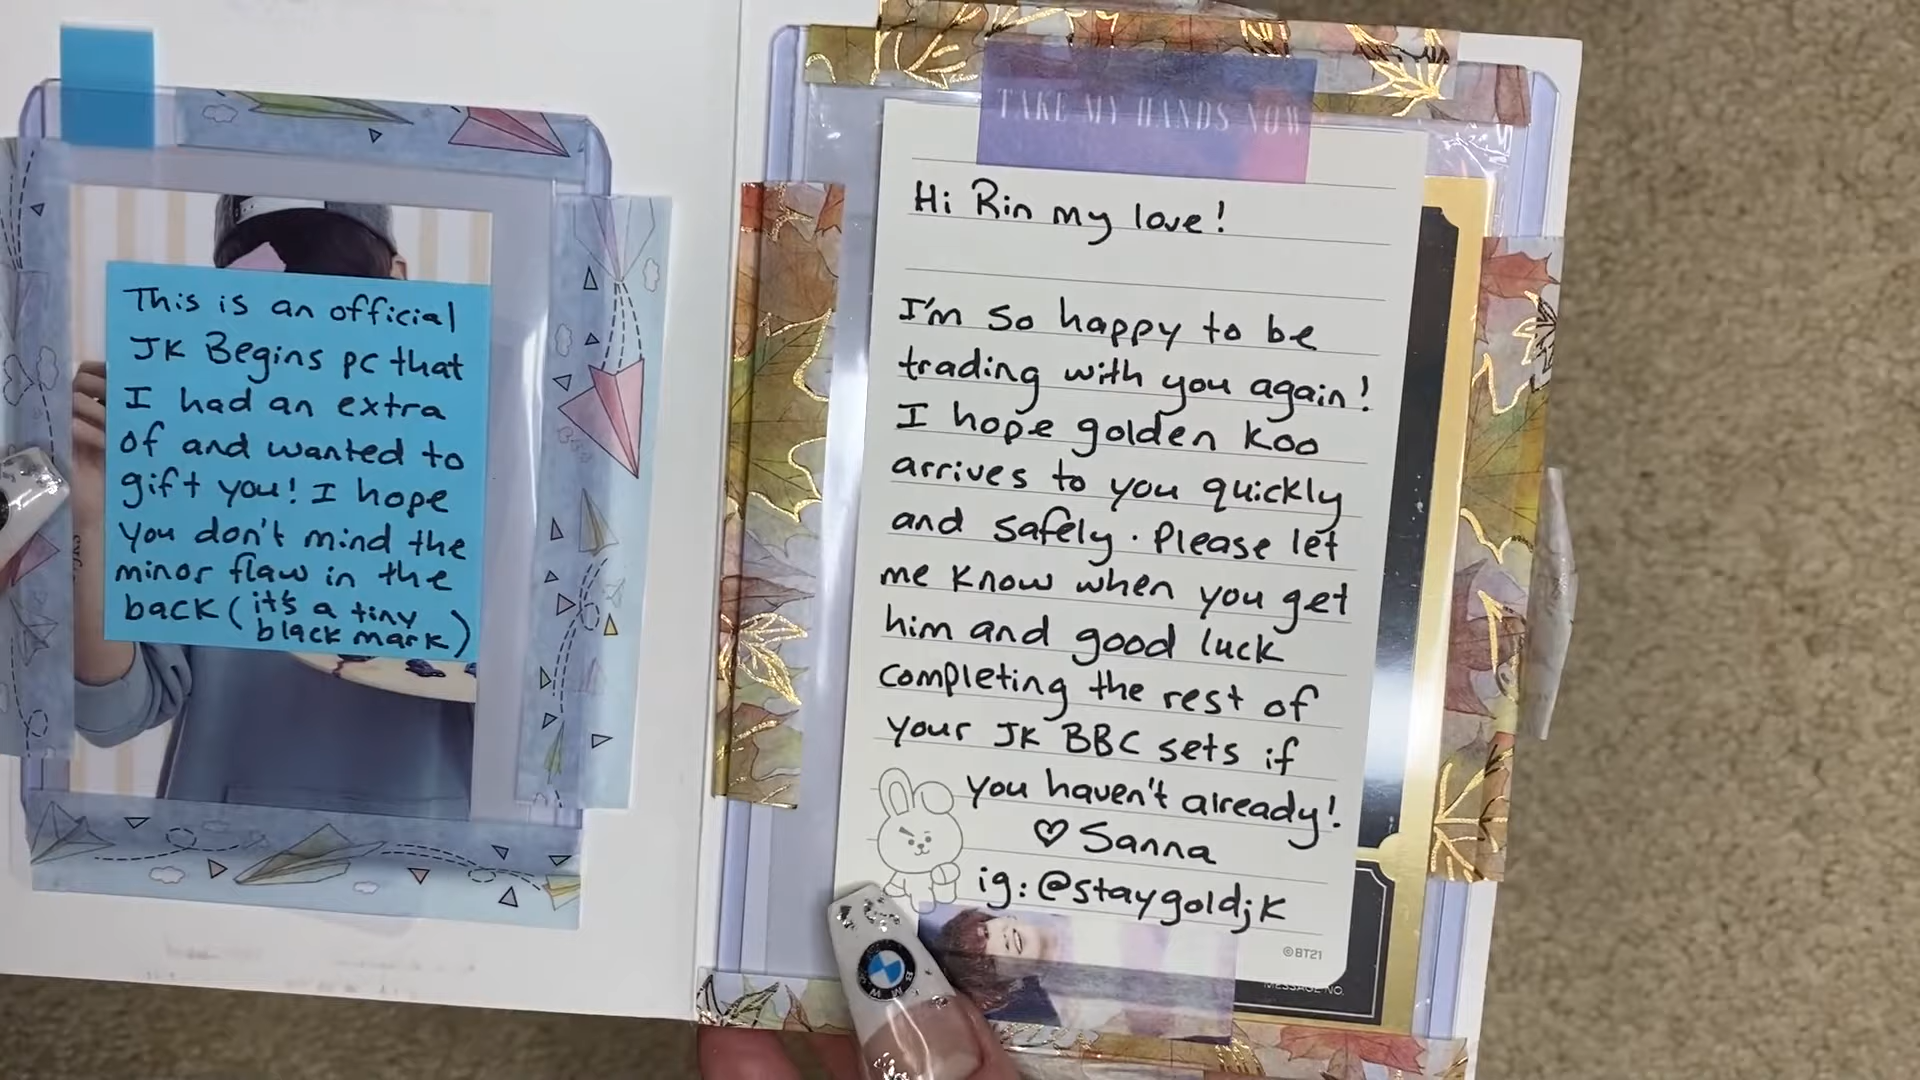 This is an official
JK Begins pc that
I had an extra
of and wanted to
gift you! I hope
you don't mind the
minor flaw in the
back (it's a tiny
black mark)
TAKE MY HANDS NOW
Hi Rin my love!
I'm so happy to be
trading with you again!
I hope golden Koo
arrives to you quickly
and safely. Please let
me know when you get
him and good luck
completing the rest of
your JK BBC sets if
you haven't already!
♡ Sanna
ig: @staygoldjk
©BT21
MESSAGE NO.
BMW